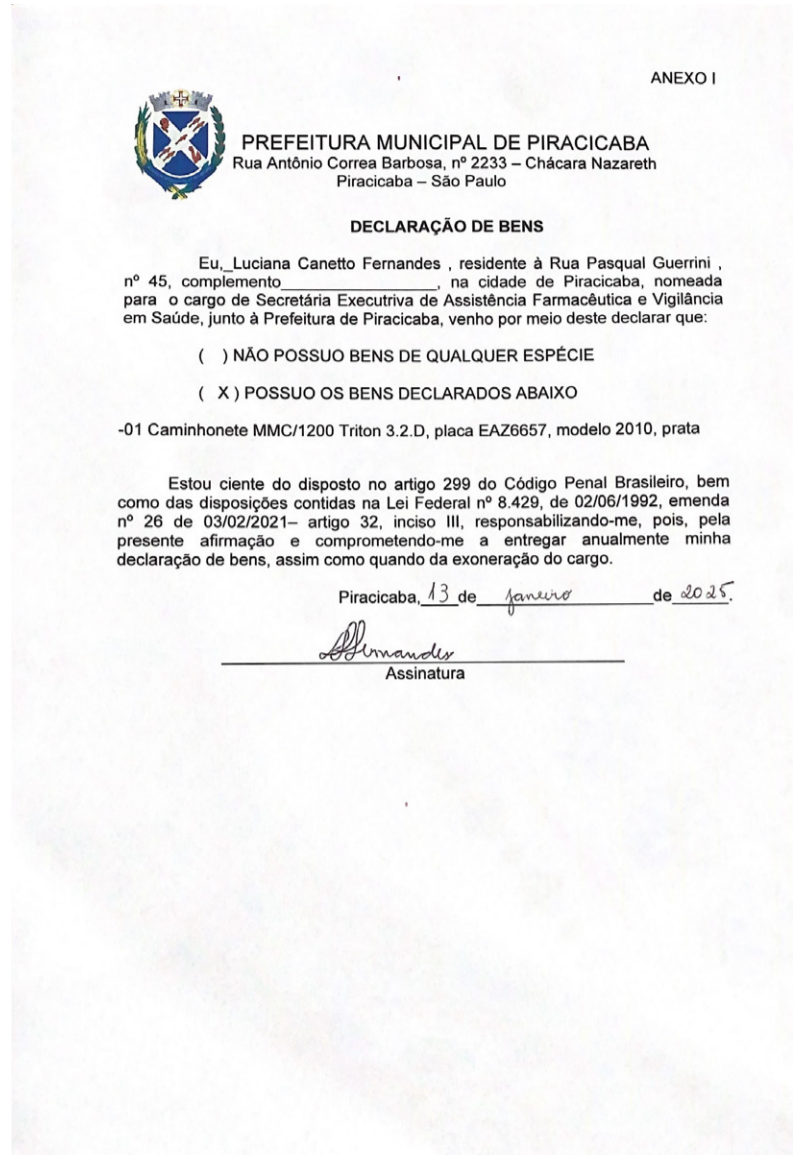 ANEXO I
PREFEITURA MUNICIPAL DE PIRACICABA
Rua Antônio Correa Barbosa, nº 2233 – Chácara Nazareth
Piracicaba – São Paulo
DECLARAÇÃO DE BENS
Eu,_Luciana Canetto Fernandes , residente à Rua Pasqual Guerrini ,
nº 45, complemento___________________, na cidade de Piracicaba, nomeada
para o cargo de Secretária Executriva de Assistência Farmacêutica e Vigilância
em Saúde, junto à Prefeitura de Piracicaba, venho por meio deste declarar que:
( ) NÃO POSSUO BENS DE QUALQUER ESPÉCIE
( X ) POSSUO OS BENS DECLARADOS ABAIXO
-01 Caminhonete MMC/1200 Triton 3.2.D, placa EAZ6657, modelo 2010, prata
Estou ciente do disposto no artigo 299 do Código Penal Brasileiro, bem
como das disposições contidas na Lei Federal nº 8.429, de 02/06/1992, emenda
nº 26 de 03/02/2021– artigo 32, inciso III, responsabilizando-me, pois, pela
presente afirmação e comprometendo-me a entregar anualmente minha
declaração de bens, assim como quando da exoneração do cargo.
Piracicaba, 13 de janeiro de 2025.
Fernandes
Assinatura